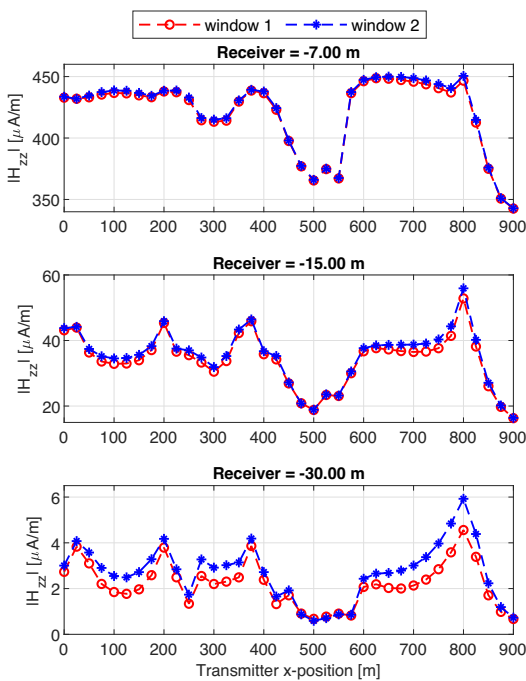 window 1 window 2
Receiver = -7.00 m
|H_zz| [μA/m]
450
400
350
0 100 200 300 400 500 600 700 800 900
Receiver = -15.00 m
|H_zz| [μA/m]
60
40
20
0 100 200 300 400 500 600 700 800 900
Receiver = -30.00 m
|H_zz| [μA/m]
6
4
2
0
0 100 200 300 400 500 600 700 800 900
Transmitter x-position [m]